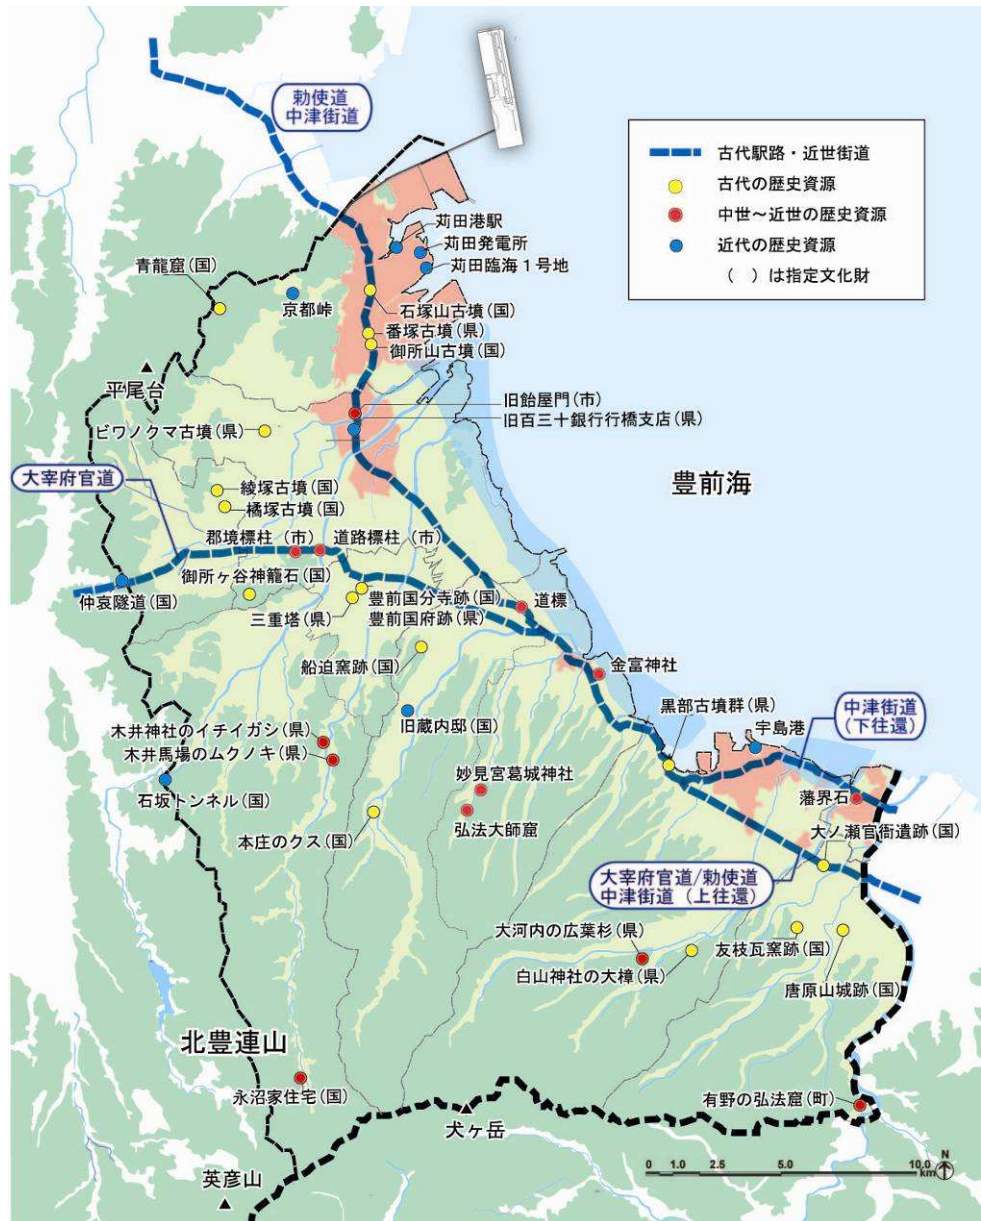 勅使道
中津街道
古代駅路・近世街道
古代の歴史資源
中世～近世の歴史資源
近代の歴史資源
（　）は指定文化財
苅田港駅
苅田発電所
苅田臨海１号地
青龍窟(国)
京都峠
石塚山古墳(国)
番塚古墳(県)
御所山古墳(国)
平尾台
旧飴屋門(市)
旧百三十銀行行橋支店(県)
ビワノクマ古墳(県)
豊前海
大宰府官道
綾塚古墳(国)
橘塚古墳(国)
郡境標柱（市）
道路標柱（市）
御所ヶ谷神籠石(国)
仲哀隧道(国)
三重塔(県)
豊前国分寺跡(国)
豊前国府跡(県)
道標
船迫窯跡(国)
金富神社
黒部古墳群(県)
中津街道
(下往還)
宇島港
旧蔵内邸(国)
木井神社のイチイガシ(県)
木井馬場のムクノキ(県)
妙見宮葛城神社
藩界石
石坂トンネル(国)
本庄のクス(国)
弘法大師窟
大ノ瀬官衙遺跡(国)
大宰府官道/勅使道
中津街道（上往還）
大河内の広葉杉(県)
白山神社の大樟(県)
友枝瓦窯跡(国)
唐原山城跡(国)
北豊連山
永沼家住宅(国)
有野の弘法窟(町)
犬ヶ岳
英彦山
0 1.0 2.5 5.0 10.0 km
N